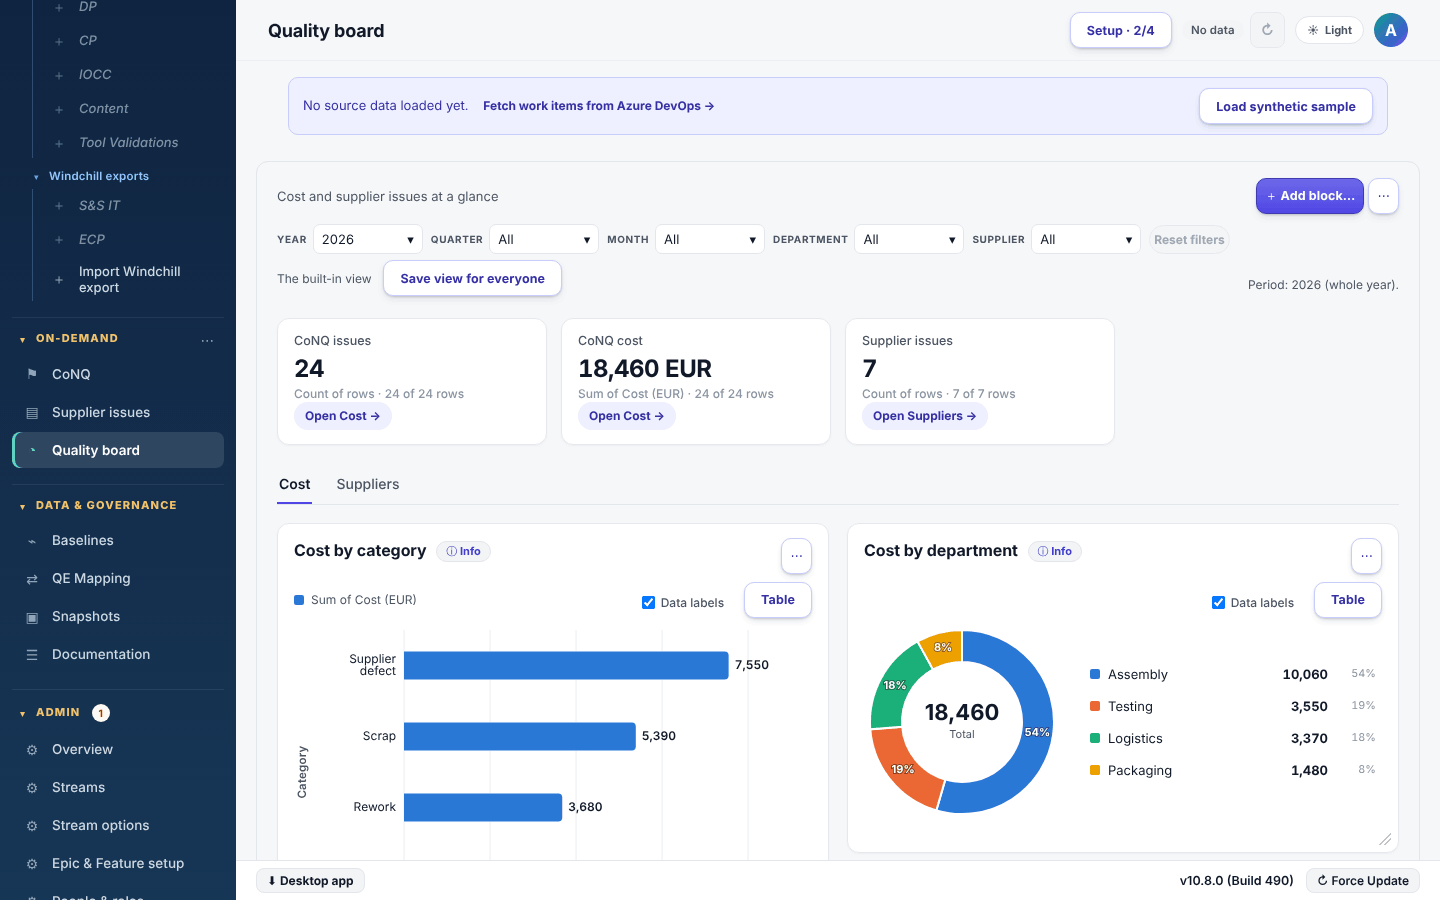 DP
CP
IOCC
Content
Tool Validations
Windchill exports
S&S IT
ECP
Import Windchill
export
ON-DEMAND
CoNQ
Supplier issues
Quality board
DATA & GOVERNANCE
Baselines
QE Mapping
Snapshots
Documentation
ADMIN 1
Overview
Streams
Stream options
Epic & Feature setup
Quality board
Setup · 2/4
No data
Light
A
No source data loaded yet. Fetch work items from Azure DevOps →
Load synthetic sample
Cost and supplier issues at a glance
+ Add block...
...
YEAR 2026 QUARTER All MONTH All DEPARTMENT All SUPPLIER All Reset filters
The built-in view Save view for everyone
Period: 2026 (whole year).
CoNQ issues
24
Count of rows · 24 of 24 rows
Open Cost →
CoNQ cost
18,460 EUR
Sum of Cost (EUR) · 24 of 24 rows
Open Cost →
Supplier issues
7
Count of rows · 7 of 7 rows
Open Suppliers →
Cost Suppliers
Cost by category ⓘ Info
...
Sum of Cost (EUR)
Data labels Table
Supplier
defect
7,550
Scrap 5,390
Rework 3,680
Category
Cost by department ⓘ Info
...
Data labels Table
8%
18%
19%
54%
18,460
Total
Assembly 10,060 54%
Testing 3,550 19%
Logistics 3,370 18%
Packaging 1,480 8%
Desktop app
v10.8.0 (Build 490)
Force Update